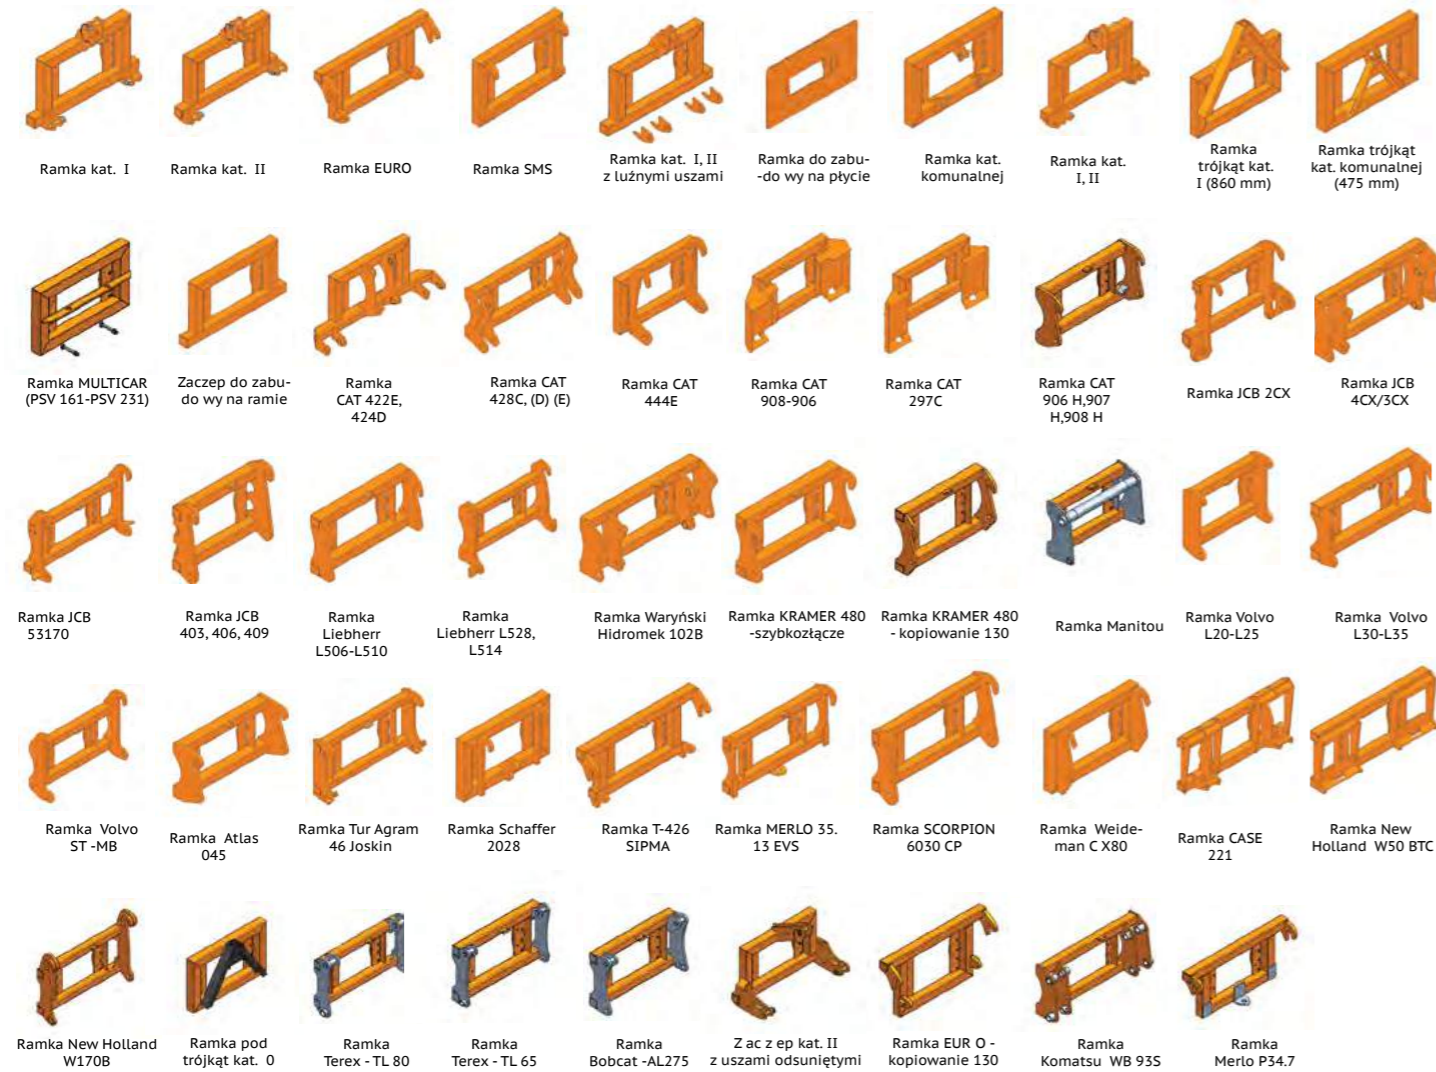 Ramka kat. I
Ramka kat. II
Ramka EURO
Ramka SMS
Ramka kat. I, II
z luźnymi uszami
Ramka do zabu-
-do wy na płycie
Ramka kat.
komunalnej
Ramka kat.
I, II
Ramka
trójkąt kat.
I (860 mm)
Ramka trójkąt
kat. komunalnej
(475 mm)
Ramka MULTICAR
(PSV 161-PSV 231)
Zaczep do zabu-
do wy na ramie
Ramka
CAT 422E,
424D
Ramka CAT
428C, (D) (E)
Ramka CAT
444E
Ramka CAT
908-906
Ramka CAT
297C
Ramka CAT
906 H,907
H,908 H
Ramka JCB 2CX
Ramka JCB
4CX/3CX
Ramka JCB
53170
Ramka JCB
403, 406, 409
Ramka
Liebherr
L506-L510
Ramka
Liebherr L528,
L514
Ramka Waryński
Hidromek 102B
Ramka KRAMER 480
-szybkozłącze
Ramka KRAMER 480
- kopiowanie 130
Ramka Manitou
Ramka Volvo
L20-L25
Ramka Volvo
L30-L35
Ramka Volvo
ST -MB
Ramka Atlas
045
Ramka Tur Agram
46 Joskin
Ramka Schaffer
2028
Ramka T-426
SIPMA
Ramka MERLO 35.
13 EVS
Ramka SCORPION
6030 CP
Ramka Weide-
man C X80
Ramka CASE
221
Ramka New
Holland W50 BTC
Ramka New Holland
W170B
Ramka pod
trójkąt kat. 0
Ramka
Terex - TL 80
Ramka
Terex - TL 65
Ramka
Bobcat -AL275
Z ac z ep kat. II
z uszami odsuniętymi
Ramka EUR O -
kopiowanie 130
Ramka
Komatsu WB 93S
Ramka
Merlo P34.7